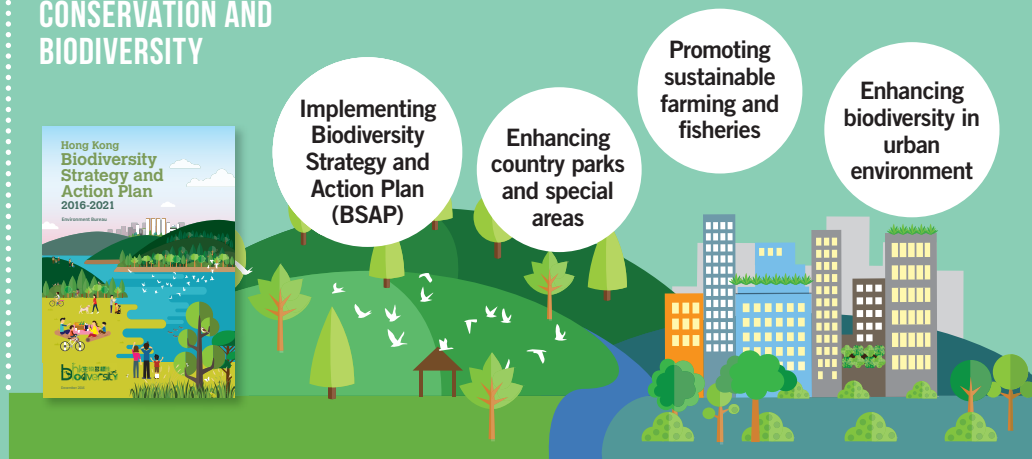 CONSERVATION AND
BIODIVERSITY
Hong Kong
Biodiversity
Strategy and
Action Plan
2016-2021
Environment Bureau
Implementing
Biodiversity
Strategy and
Action Plan
(BSAP)
Enhancing
country parks
and special
areas
Promoting
sustainable
farming and
fisheries
Enhancing
biodiversity in
urban
environment